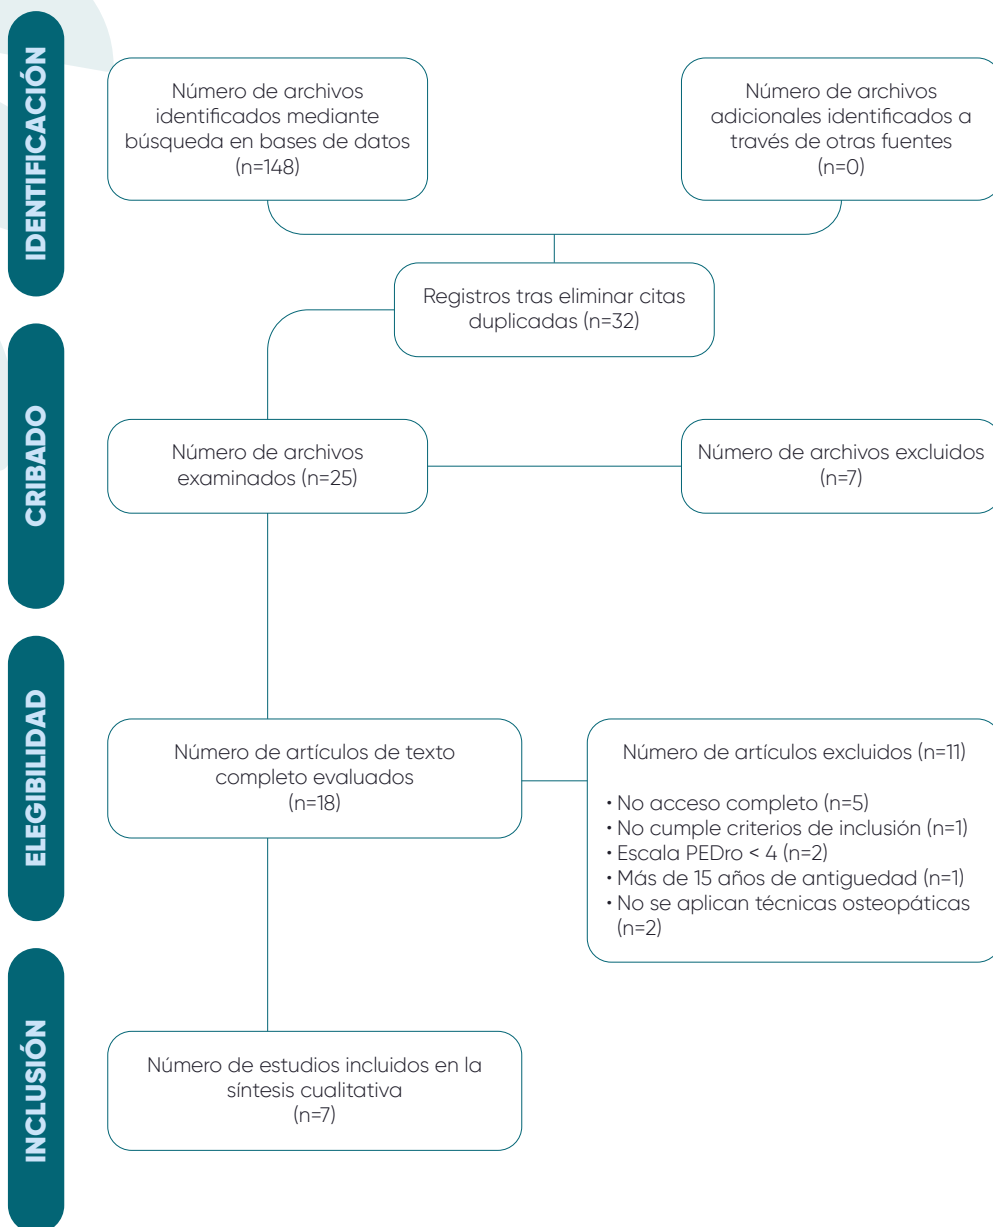 IDENTIFICACIÓN
Número de archivos
identificados mediante
búsqueda en bases de datos
(n=148)
Número de archivos
adicionales identificados a
través de otras fuentes
(n=0)
Registros tras eliminar citas
duplicadas (n=32)
CRIBADO
Número de archivos
examinados (n=25)
Número de archivos excluidos
(n=7)
ELEGIBILIDAD
Número de artículos de texto
completo evaluados
(n=18)
Número de artículos excluidos (n=11)
• No acceso completo (n=5)
• No cumple criterios de inclusión (n=1)
• Escala PEDro < 4 (n=2)
• Más de 15 años de antiguedad (n=1)
• No se aplican técnicas osteopáticas
(n=2)
INCLUSIÓN
Número de estudios incluidos en la
síntesis cualitativa
(n=7)